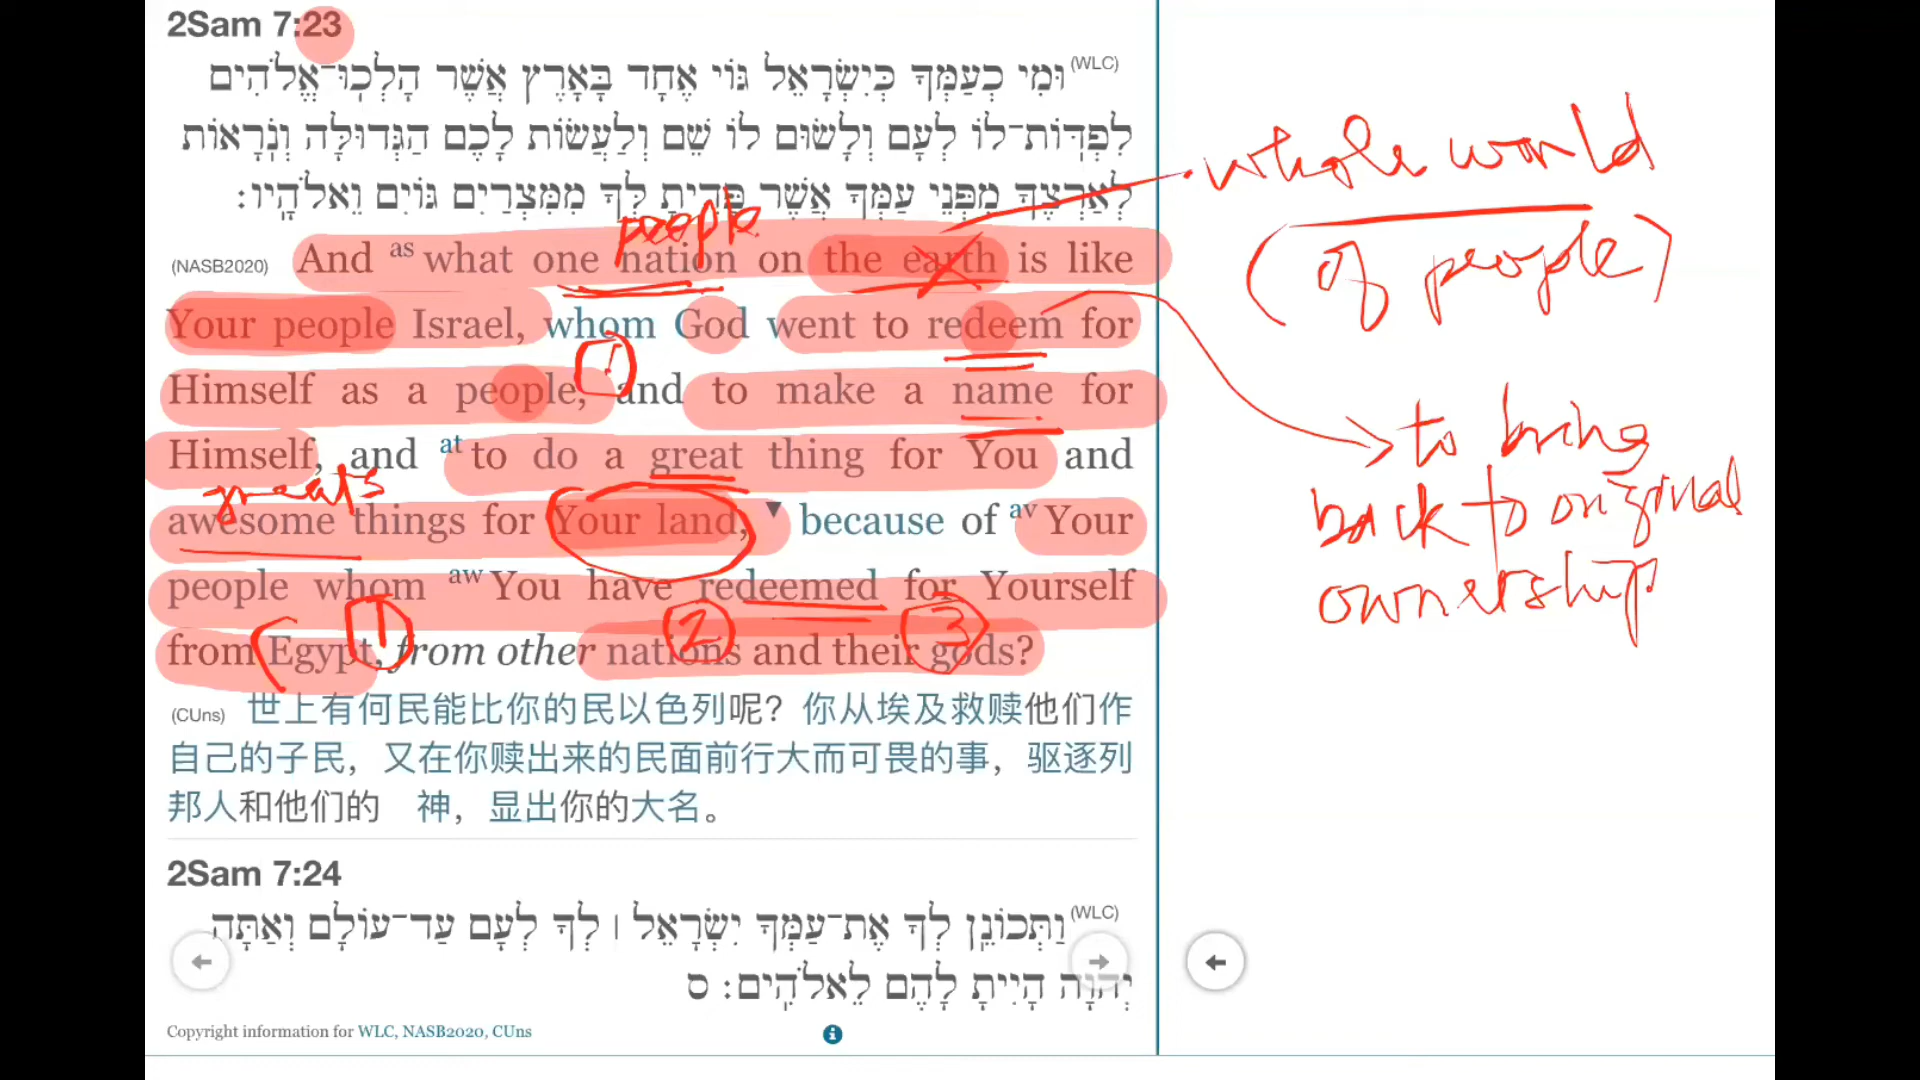 2Sam 7:23
(WLC) וּמִי כְעַמְּךָ כְּיִשְׂרָאֵל גּוֹי אֶחָד בָּאָרֶץ אֲשֶׁר הָלְכוּ־אֱלֹהִים
לִפְדּוֹת־לוֹ לְעָם וְלָשׂוּם לוֹ שֵׁם וְלַעֲשׂוֹת לָכֶם הַגְּדוּלָּה וְנֹרָאוֹת
לְאַרְצֶךָ מִפְּנֵי עַמְּךָ אֲשֶׁר פָּדִיתָ לְּךָ מִמִּצְרַיִם גּוֹיִם וֵאלֹהָיו׃
people
(NASB2020) And as what one nation on the earth is like
Your people Israel, whom God went to redeem for
1
Himself as a people, and to make a name for
Himself, and at to do a great thing for You and
greats
awesome things for Your land, ▼ because of av Your
people whom aw You have redeemed for Yourself
1 2 3
from Egypt, from other nations and their gods?
(CUns) 世上有何民能比你的民以色列呢？你从埃及救赎他们作
自己的子民，又在你赎出来的民面前行大而可畏的事，驱逐列
邦人和他们的　神，显出你的大名。
2Sam 7:24
(WLC) וַתְּכוֹנֵן לְךָ אֶת־עַמְּךָ יִשְׂרָאֵל ׀ לְךָ לְעָם עַד־עוֹלָם וְאַתָּה
יְהוָה הָיִיתָ לָהֶם לֵאלֹהִים׃ ס
Copyright information for WLC, NASB2020, CUns
whole world
(of people)
to bring
back to original
ownership